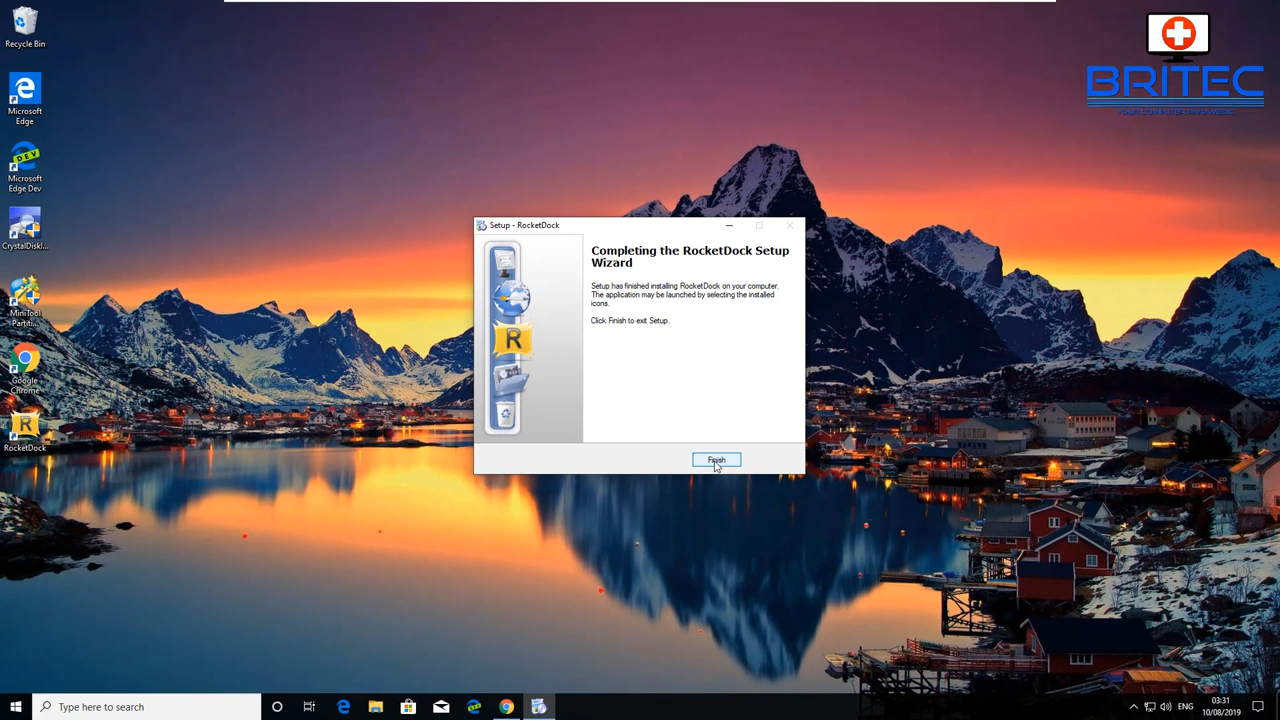 Recycle Bin
Microsoft
Edge
DEV
Microsoft
Edge Dev
CrystalDiskI...
MiniTool
Partiti...
Google
Chrome
R
RocketDock
BRITEC
Setup - RocketDock
R
Completing the RocketDock Setup
Wizard
Setup has finished installing RocketDock on your computer.
The application may be launched by selecting the installed
icons.
Click Finish to exit Setup.
Finish
Type here to search
ENG
03:31
10/08/2019